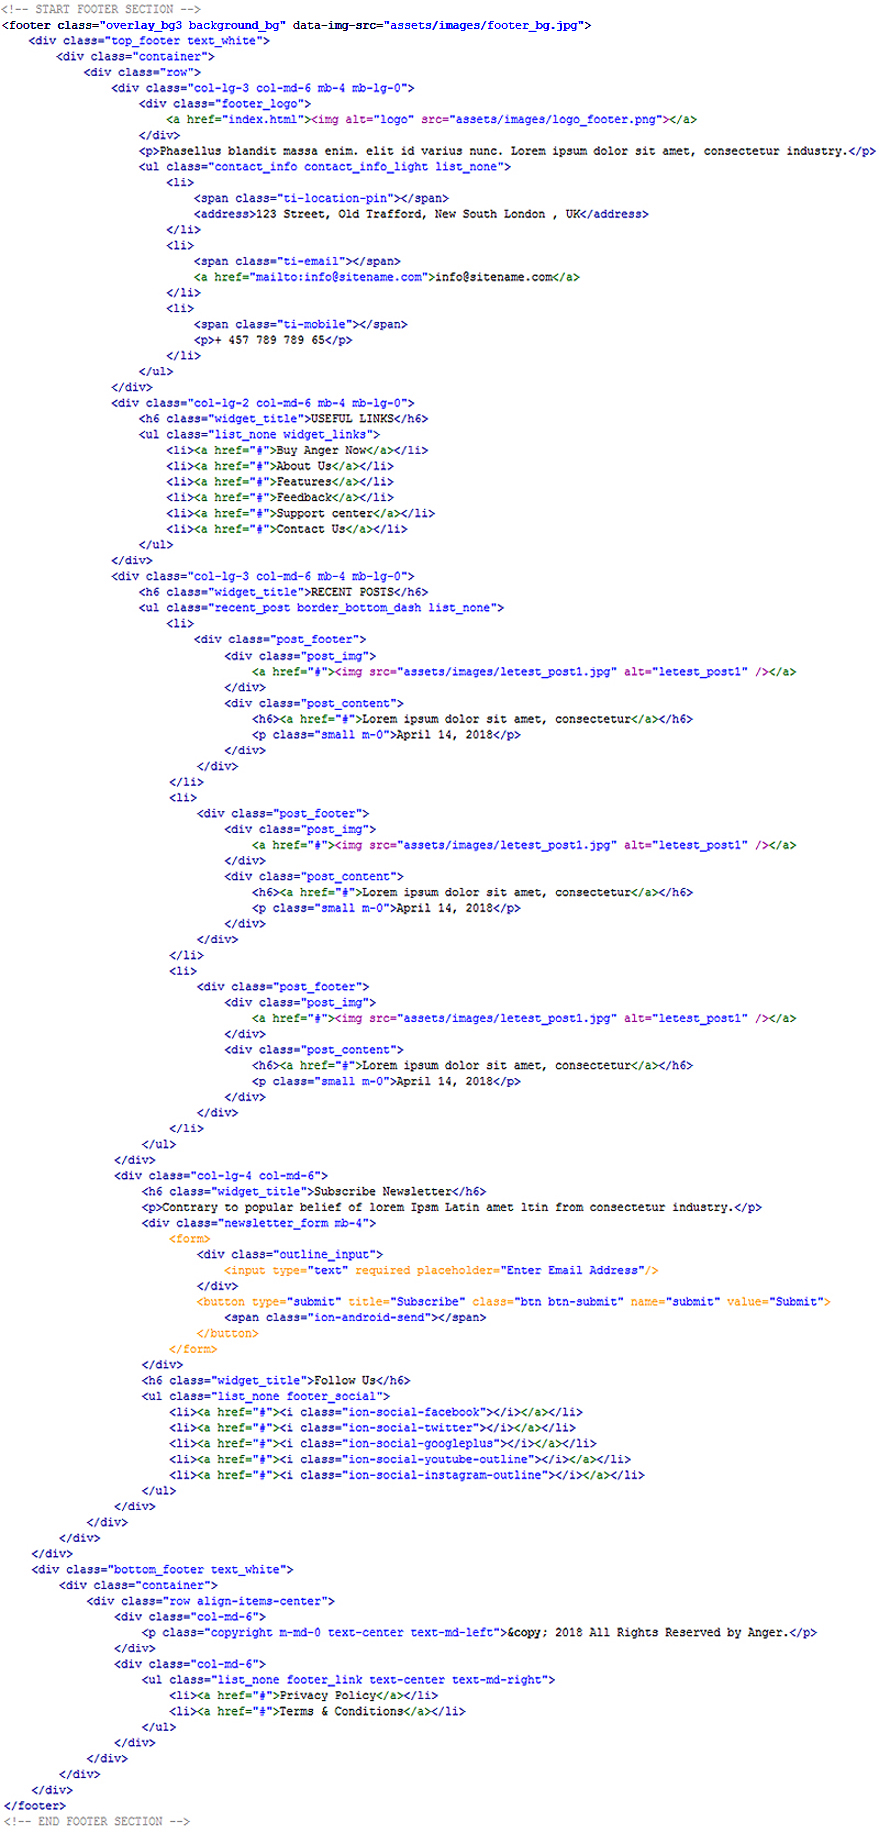 <!-- START FOOTER SECTION -->
<footer class="overlay_bg3 background_bg" data-img-src="assets/images/footer_bg.jpg">
<div class="top_footer text_white">
<div class="container">
<div class="row">
<div class="col-lg-3 col-md-6 mb-4 mb-lg-0">
<div class="footer_logo">
<a href="index.html"><img alt="logo" src="assets/images/logo_footer.png"></a>
</div>
<p>Phasellus blandit massa enim. elit id varius nunc. Lorem ipsum dolor sit amet, consectetur industry.</p>
<ul class="contact_info contact_info_light list_none">
<li>
<span class="ti-location-pin"></span>
<address>123 Street, Old Trafford, New South London , UK</address>
</li>
<li>
<span class="ti-email"></span>
<a href="mailto:info@sitename.com">info@sitename.com</a>
</li>
<li>
<span class="ti-mobile"></span>
<p>+ 457 789 789 65</p>
</li>
</ul>
</div>
<div class="col-lg-2 col-md-6 mb-4 mb-lg-0">
<h6 class="widget_title">USEFUL LINKS</h6>
<ul class="list_none widget_links">
<li><a href="#">Buy Anger Now</a></li>
<li><a href="#">About Us</a></li>
<li><a href="#">Features</a></li>
<li><a href="#">Feedback</a></li>
<li><a href="#">Support center</a></li>
<li><a href="#">Contact Us</a></li>
</ul>
</div>
<div class="col-lg-3 col-md-6 mb-4 mb-lg-0">
<h6 class="widget_title">RECENT POSTS</h6>
<ul class="recent_post border_bottom_dash list_none">
<li>
<div class="post_footer">
<div class="post_img">
<a href="#"><img src="assets/images/letest_post1.jpg" alt="letest_post1" /></a>
</div>
<div class="post_content">
<h6><a href="#">Lorem ipsum dolor sit amet, consectetur</a></h6>
<p class="small m-0">April 14, 2018</p>
</div>
</div>
</li>
<li>
<div class="post_footer">
<div class="post_img">
<a href="#"><img src="assets/images/letest_post1.jpg" alt="letest_post1" /></a>
</div>
<div class="post_content">
<h6><a href="#">Lorem ipsum dolor sit amet, consectetur</a></h6>
<p class="small m-0">April 14, 2018</p>
</div>
</div>
</li>
<li>
<div class="post_footer">
<div class="post_img">
<a href="#"><img src="assets/images/letest_post1.jpg" alt="letest_post1" /></a>
</div>
<div class="post_content">
<h6><a href="#">Lorem ipsum dolor sit amet, consectetur</a></h6>
<p class="small m-0">April 14, 2018</p>
</div>
</div>
</li>
</ul>
</div>
<div class="col-lg-4 col-md-6">
<h6 class="widget_title">Subscribe Newsletter</h6>
<p>Contrary to popular belief of lorem Ipsm Latin amet ltin from consectetur industry.</p>
<div class="newsletter_form mb-4">
<form>
<div class="outline_input">
<input type="text" required placeholder="Enter Email Address"/>
</div>
<button type="submit" title="Subscribe" class="btn btn-submit" name="submit" value="Submit">
<span class="ion-android-send"></span>
</button>
</form>
</div>
<h6 class="widget_title">Follow Us</h6>
<ul class="list_none footer_social">
<li><a href="#"><i class="ion-social-facebook"></i></a></li>
<li><a href="#"><i class="ion-social-twitter"></i></a></li>
<li><a href="#"><i class="ion-social-googleplus"></i></a></li>
<li><a href="#"><i class="ion-social-youtube-outline"></i></a></li>
<li><a href="#"><i class="ion-social-instagram-outline"></i></a></li>
</ul>
</div>
</div>
</div>
</div>
<div class="bottom_footer text_white">
<div class="container">
<div class="row align-items-center">
<div class="col-md-6">
<p class="copyright m-md-0 text-center text-md-left">&copy; 2018 All Rights Reserved by Anger.</p>
</div>
<div class="col-md-6">
<ul class="list_none footer_link text-center text-md-right">
<li><a href="#">Privacy Policy</a></li>
<li><a href="#">Terms & Conditions</a></li>
</ul>
</div>
</div>
</div>
</div>
</footer>
<!-- END FOOTER SECTION -->